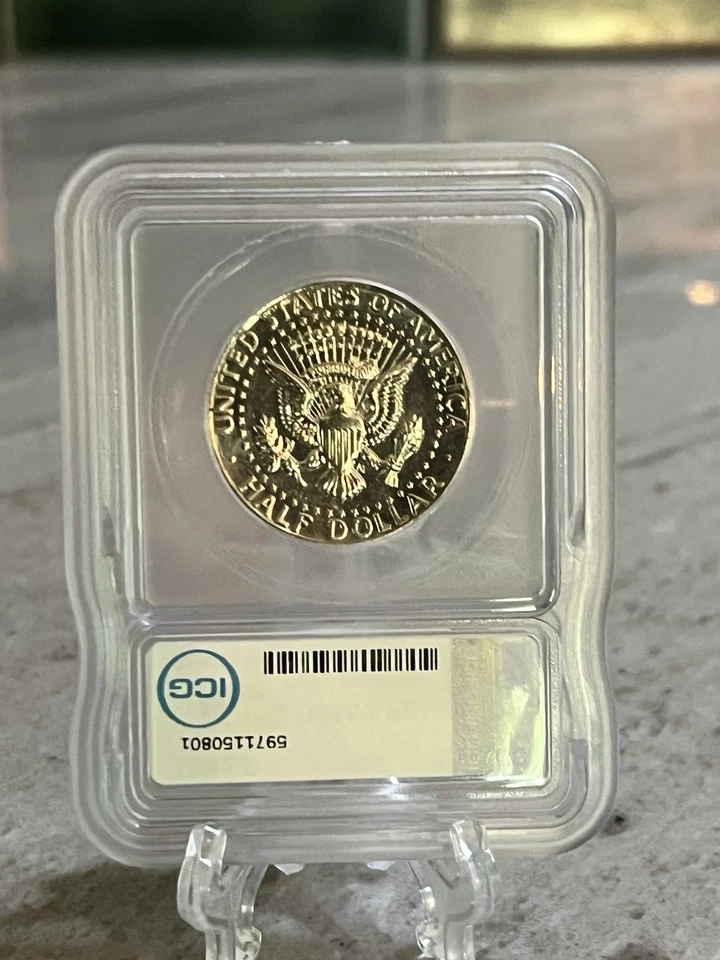 UNITED STATES OF AMERICA
HALF DOLLAR
ICG
5971150801